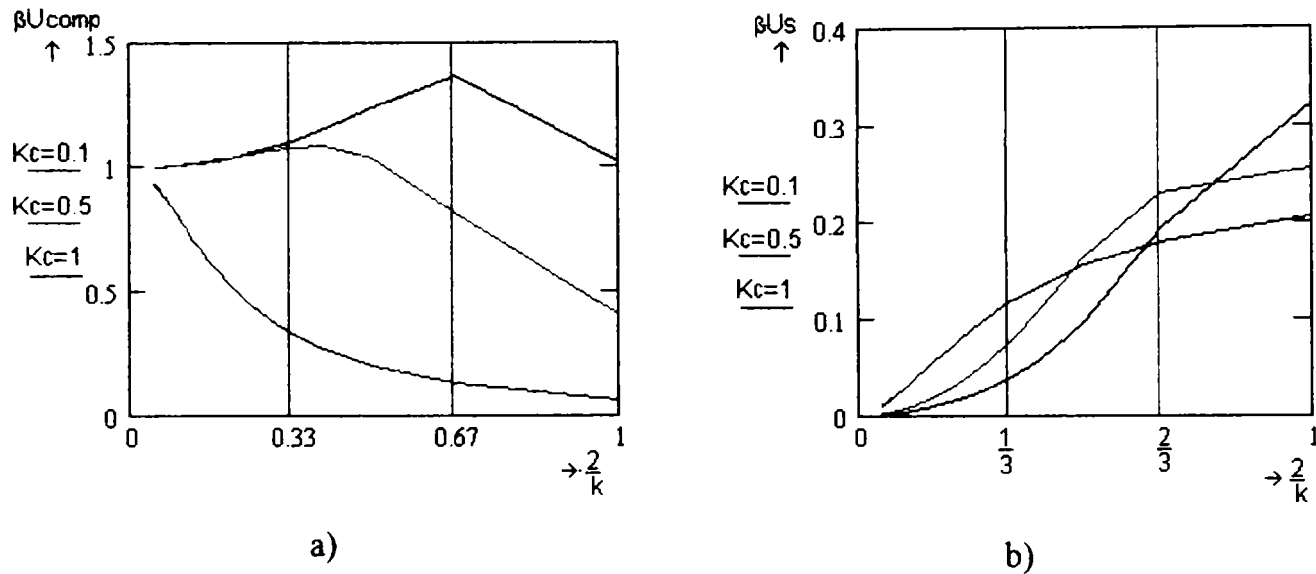 βUcomp
↑
1.5
1
0.5
0
Kc=0.1
Kc=0.5
Kc=1
0 0.33 0.67 1
→ 2/k
a)
βUs
↑
0.4
0.3
0.2
0.1
0
Kc=0.1
Kc=0.5
Kc=1
0 1/3 2/3 1
→ 2/k
b)